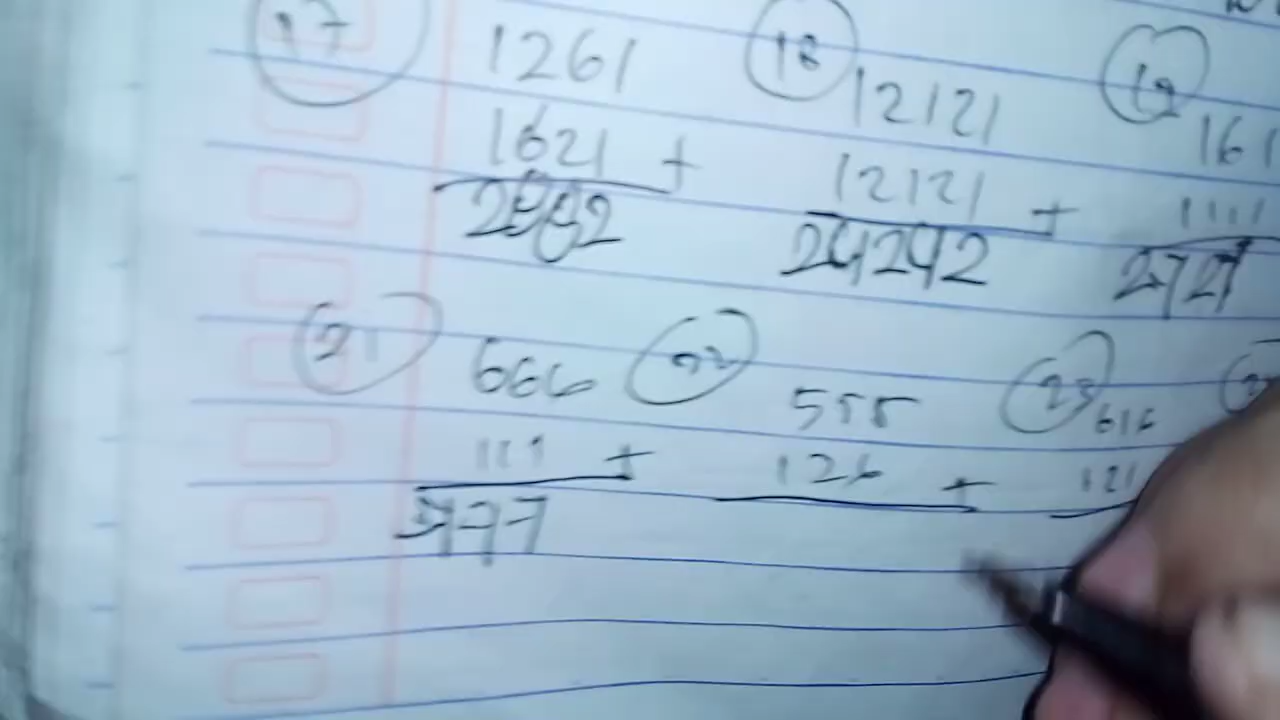 17 18 19
1261 12121 161
1621 + 12121 + 1111
2882 24242 272
21 22 23
666 555 616
111 + 126 + 121
777